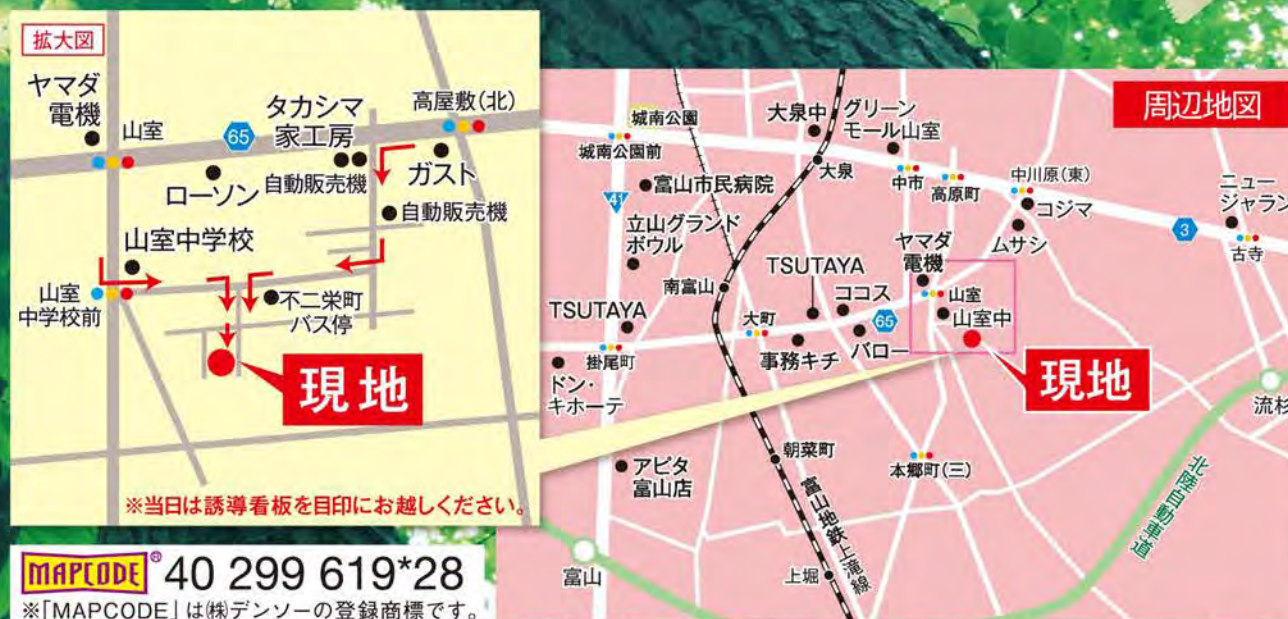 拡大図
ヤマダ
電機
山室
65
タカシマ
家工房
高屋敷(北)
ローソン
自動販売機
ガスト
自動販売機
山室中学校
山室
中学校前
不二栄町
バス停
現地
※当日は誘導看板を目印にお越しください。
MAPCODE® 40 299 619*28
※「MAPCODE」は㈱デンソーの登録商標です。
周辺地図
城南公園
城南公園前
大泉中
グリーン
モール山室
大泉
中市
高原町
中川原(東)
コジマ
ムサシ
ニュー
ジャラン
3
古寺
41
富山市民病院
立山グランド
ボウル
南富山
TSUTAYA
ヤマダ
電機
ココス
山室
山室中
65
TSUTAYA
大町
掛尾町
事務キチ
バロー
ドン・
キホーテ
現地
流杉
朝菜町
本郷町(三)
アピタ
富山店
富山地鉄上滝線
北陸自動車道
富山
上堀